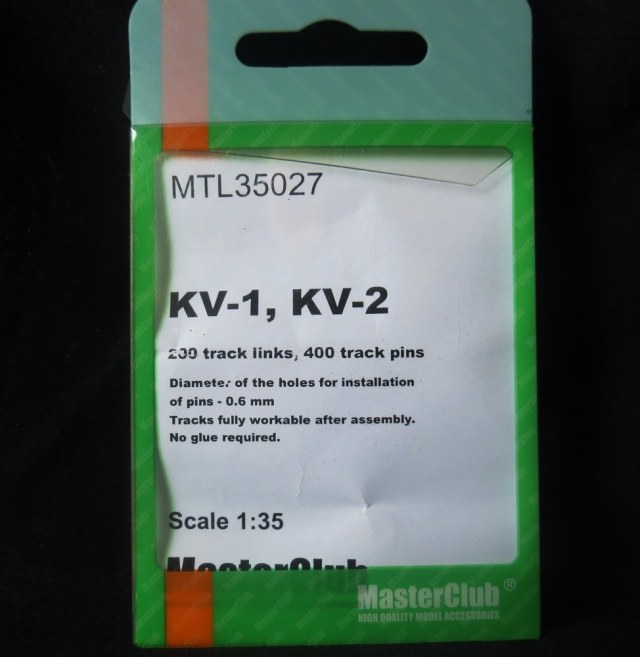 MTL35027
KV-1, KV-2
200 track links, 400 track pins
Diameter of the holes for installation
of pins - 0.6 mm
Tracks fully workable after assembly.
No glue required.
Scale 1:35
MasterClub
MasterClub®
HIGH QUALITY MODEL ACCESSORIES